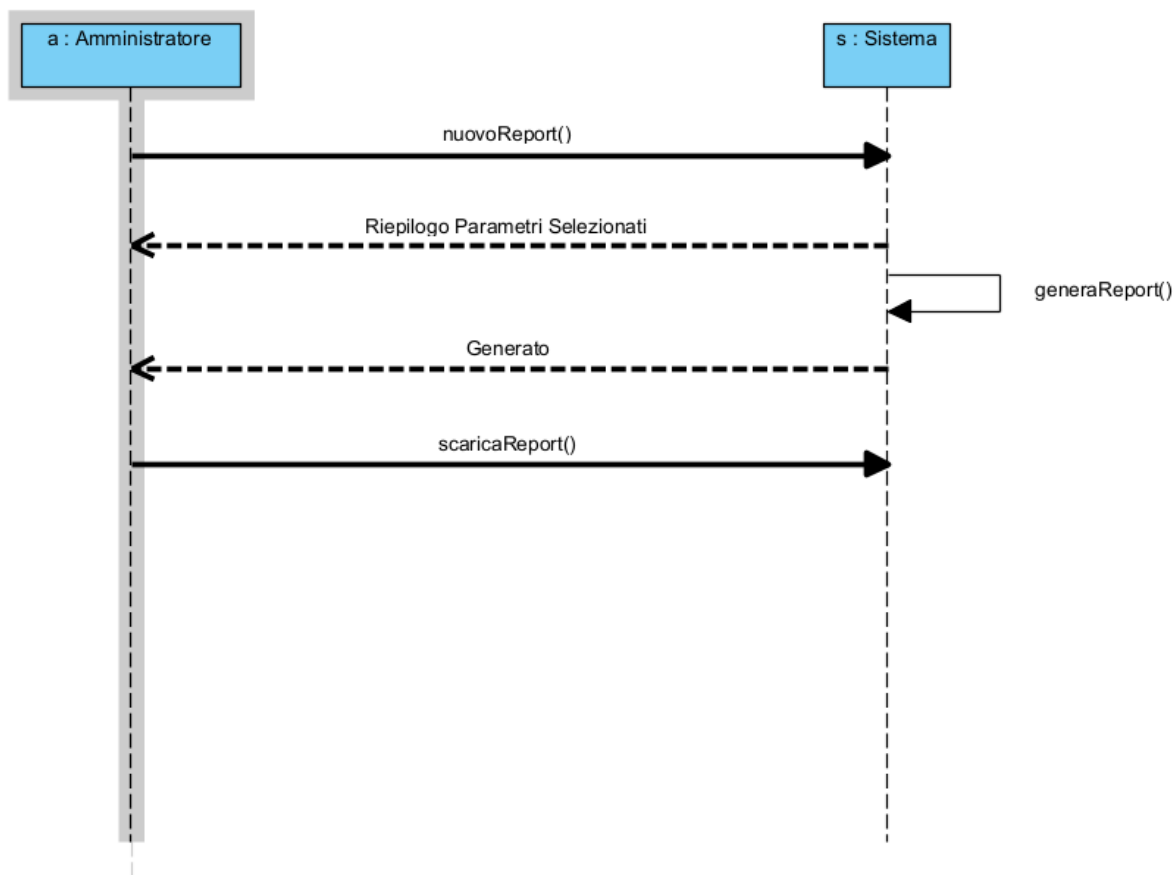 a : Amministratore
s : Sistema
nuovoReport()
Riepilogo Parametri Selezionati
generaReport()
Generato
scaricaReport()